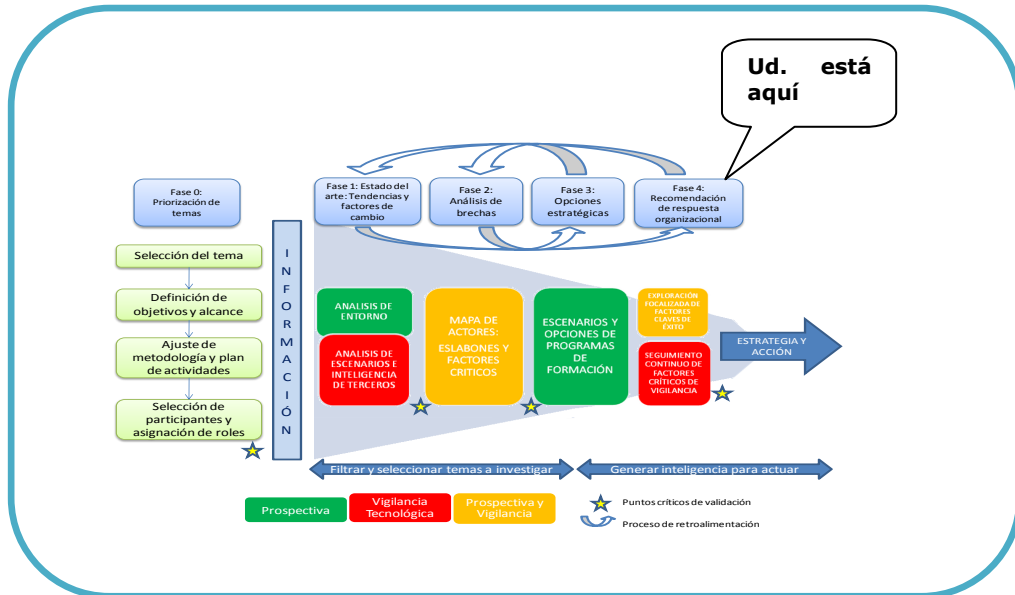 Ud. está
aquí
Fase 0:
Priorización de
temas
Fase 1: Estado del
arte: Tendencias y
factores de
cambio
Fase 2:
Análisis de
brechas
Fase 3:
Opciones
estratégicas
Fase 4:
Recomendación
de respuesta
organizacional
Selección del tema
Definición de
objetivos y alcance
Ajuste de
metodología y plan
de actividades
Selección de
participantes y
asignación de roles
INFORMACIÓN
ANALISIS DE
ENTORNO
ANALISIS DE
ESCENARIOS E
INTELIGENCIA
DE TERCEROS
MAPA DE
ACTORES:
ESLABONES Y
FACTORES
CRITICOS
ESCENARIOS Y
OPCIONES DE
PROGRAMAS
DE
FORMACIÓN
EXPLORACIÓN
FOCALIZADA DE
FACTORES
CLAVES DE
ÉXITO
SEGUIMIENTO
CONTINUO DE
FACTORES
CRÍTICOS DE
VIGILANCIA
ESTRATEGIA Y
ACCIÓN
Filtrar y seleccionar temas a investigar
Generar inteligencia para actuar
Prospectiva
Vigilancia
Tecnológica
Prospectiva y
Vigilancia
Puntos críticos de validación
Proceso de retroalimentación